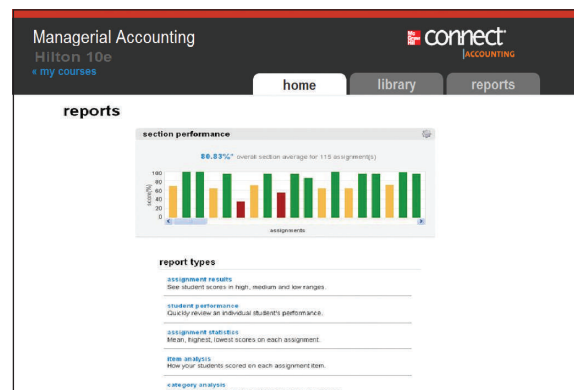 Managerial Accounting
Hilton 10e
« my courses
Mc Graw Hill connect
|ACCOUNTING
home library reports
reports
section performance
80.83%* overall section average for 115 assignment(s)
score(%)
100
80
60
40
20
0
assignments
report types
assignment results
See student scores in high, medium and low ranges.
student performance
Quickly review an individual student's performance.
assignment statistics
Mean, highest, lowest scores on each assignment.
item analysis
How your students scored on each assignment item.
category analysis